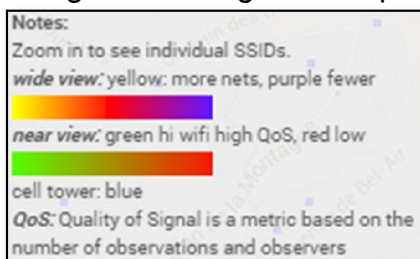 Notes:
Zoom in to see individual SSIDs.
wide view: yellow: more nets, purple fewer
near view: green hi wifi high QoS, red low
cell tower: blue
QoS: Quality of Signal is a metric based on the
number of observations and observers